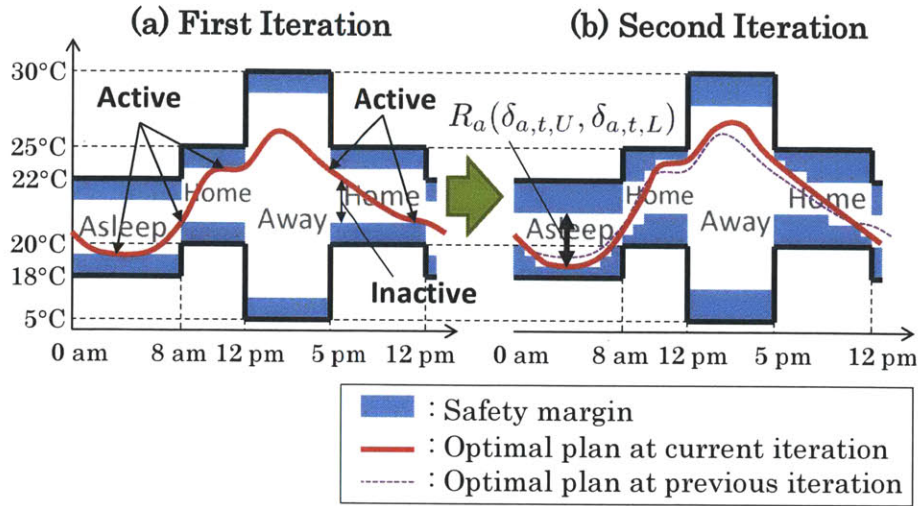 (a) First Iteration
(b) Second Iteration
30°C
25°C
22°C
20°C
18°C
5°C
Active
Active
Asleep
Home
Away
Home
Inactive
R_a(δ_{a,t,U}, δ_{a,t,L})
Asleep
Home
Away
Home
0 am
8 am
12 pm
5 pm
12 pm
0 am
8 am
12 pm
5 pm
12 pm
: Safety margin
: Optimal plan at current iteration
: Optimal plan at previous iteration